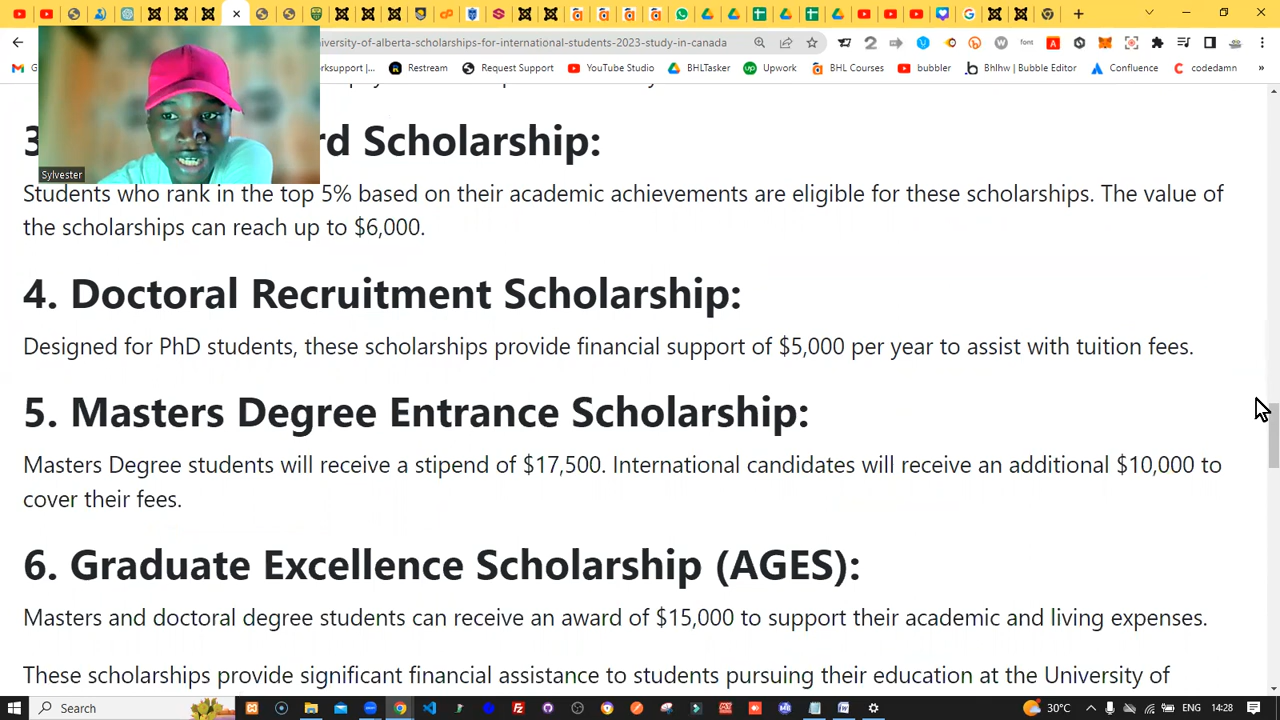 iversity-of-alberta-scholarships-for-international-students-2023-study-in-canada
font
rksupport |...
Restream
Request Support
YouTube Studio
BHLTasker
Upwork
BHL Courses
bubbler
Bhlhw | Bubble Editor
Confluence
codedamn
»
Sylvester
3
rd Scholarship:
Students who rank in the top 5% based on their academic achievements are eligible for these scholarships. The value of
the scholarships can reach up to $6,000.
4. Doctoral Recruitment Scholarship:
Designed for PhD students, these scholarships provide financial support of $5,000 per year to assist with tuition fees.
5. Masters Degree Entrance Scholarship:
Masters Degree students will receive a stipend of $17,500. International candidates will receive an additional $10,000 to
cover their fees.
6. Graduate Excellence Scholarship (AGES):
Masters and doctoral degree students can receive an award of $15,000 to support their academic and living expenses.
These scholarships provide significant financial assistance to students pursuing their education at the University of
Search
30°C
ENG
14:28